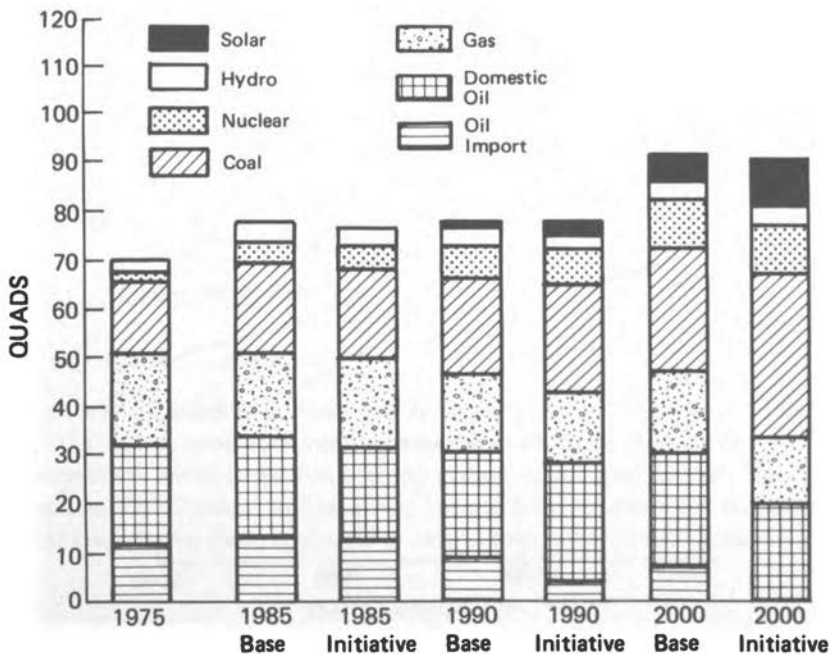 120
110
100
90
80
70
60
50
40
30
20
10
0
QUADS
Solar
Hydro
Nuclear
Coal
Gas
Domestic
Oil
Oil
Import
1975
1985
Base
1985
Initiative
1990
Base
1990
Initiative
2000
Base
2000
Initiative